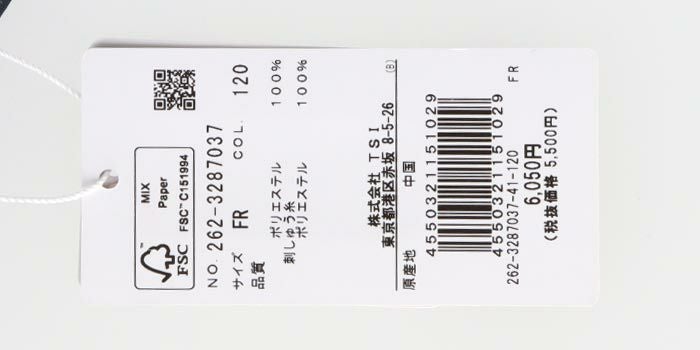 MIX
Paper
FSC™ C151994
FSC
NO. 262-3287037
サイズ FR COL. 120
品質
ポリエステル 100%
刺しゅう糸
ポリエステル 100%
株式会社 TSI
東京都港区赤坂 8-5-26 (B)
原産地 中国
4550321151029
4550321151029
262-3287037-41-120 FR
6,050円
(税抜価格 5,500円)